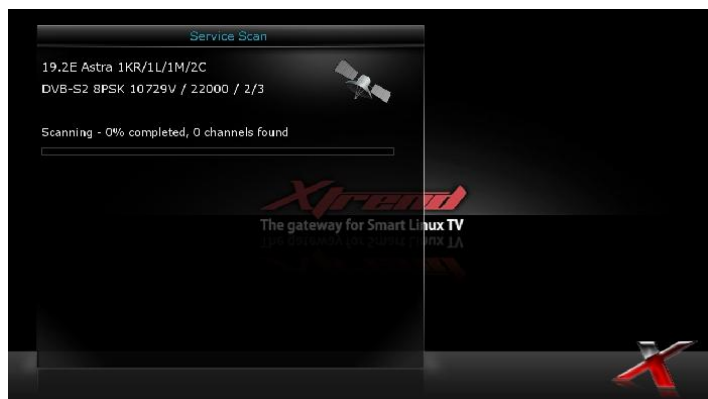 Service Scan
19.2E Astra 1KR/1L/1M/2C
DVB-S2 8PSK 10729V / 22000 / 2/3
Scanning - 0% completed, 0 channels found
Xtrend
The gateway for Smart Linux TV